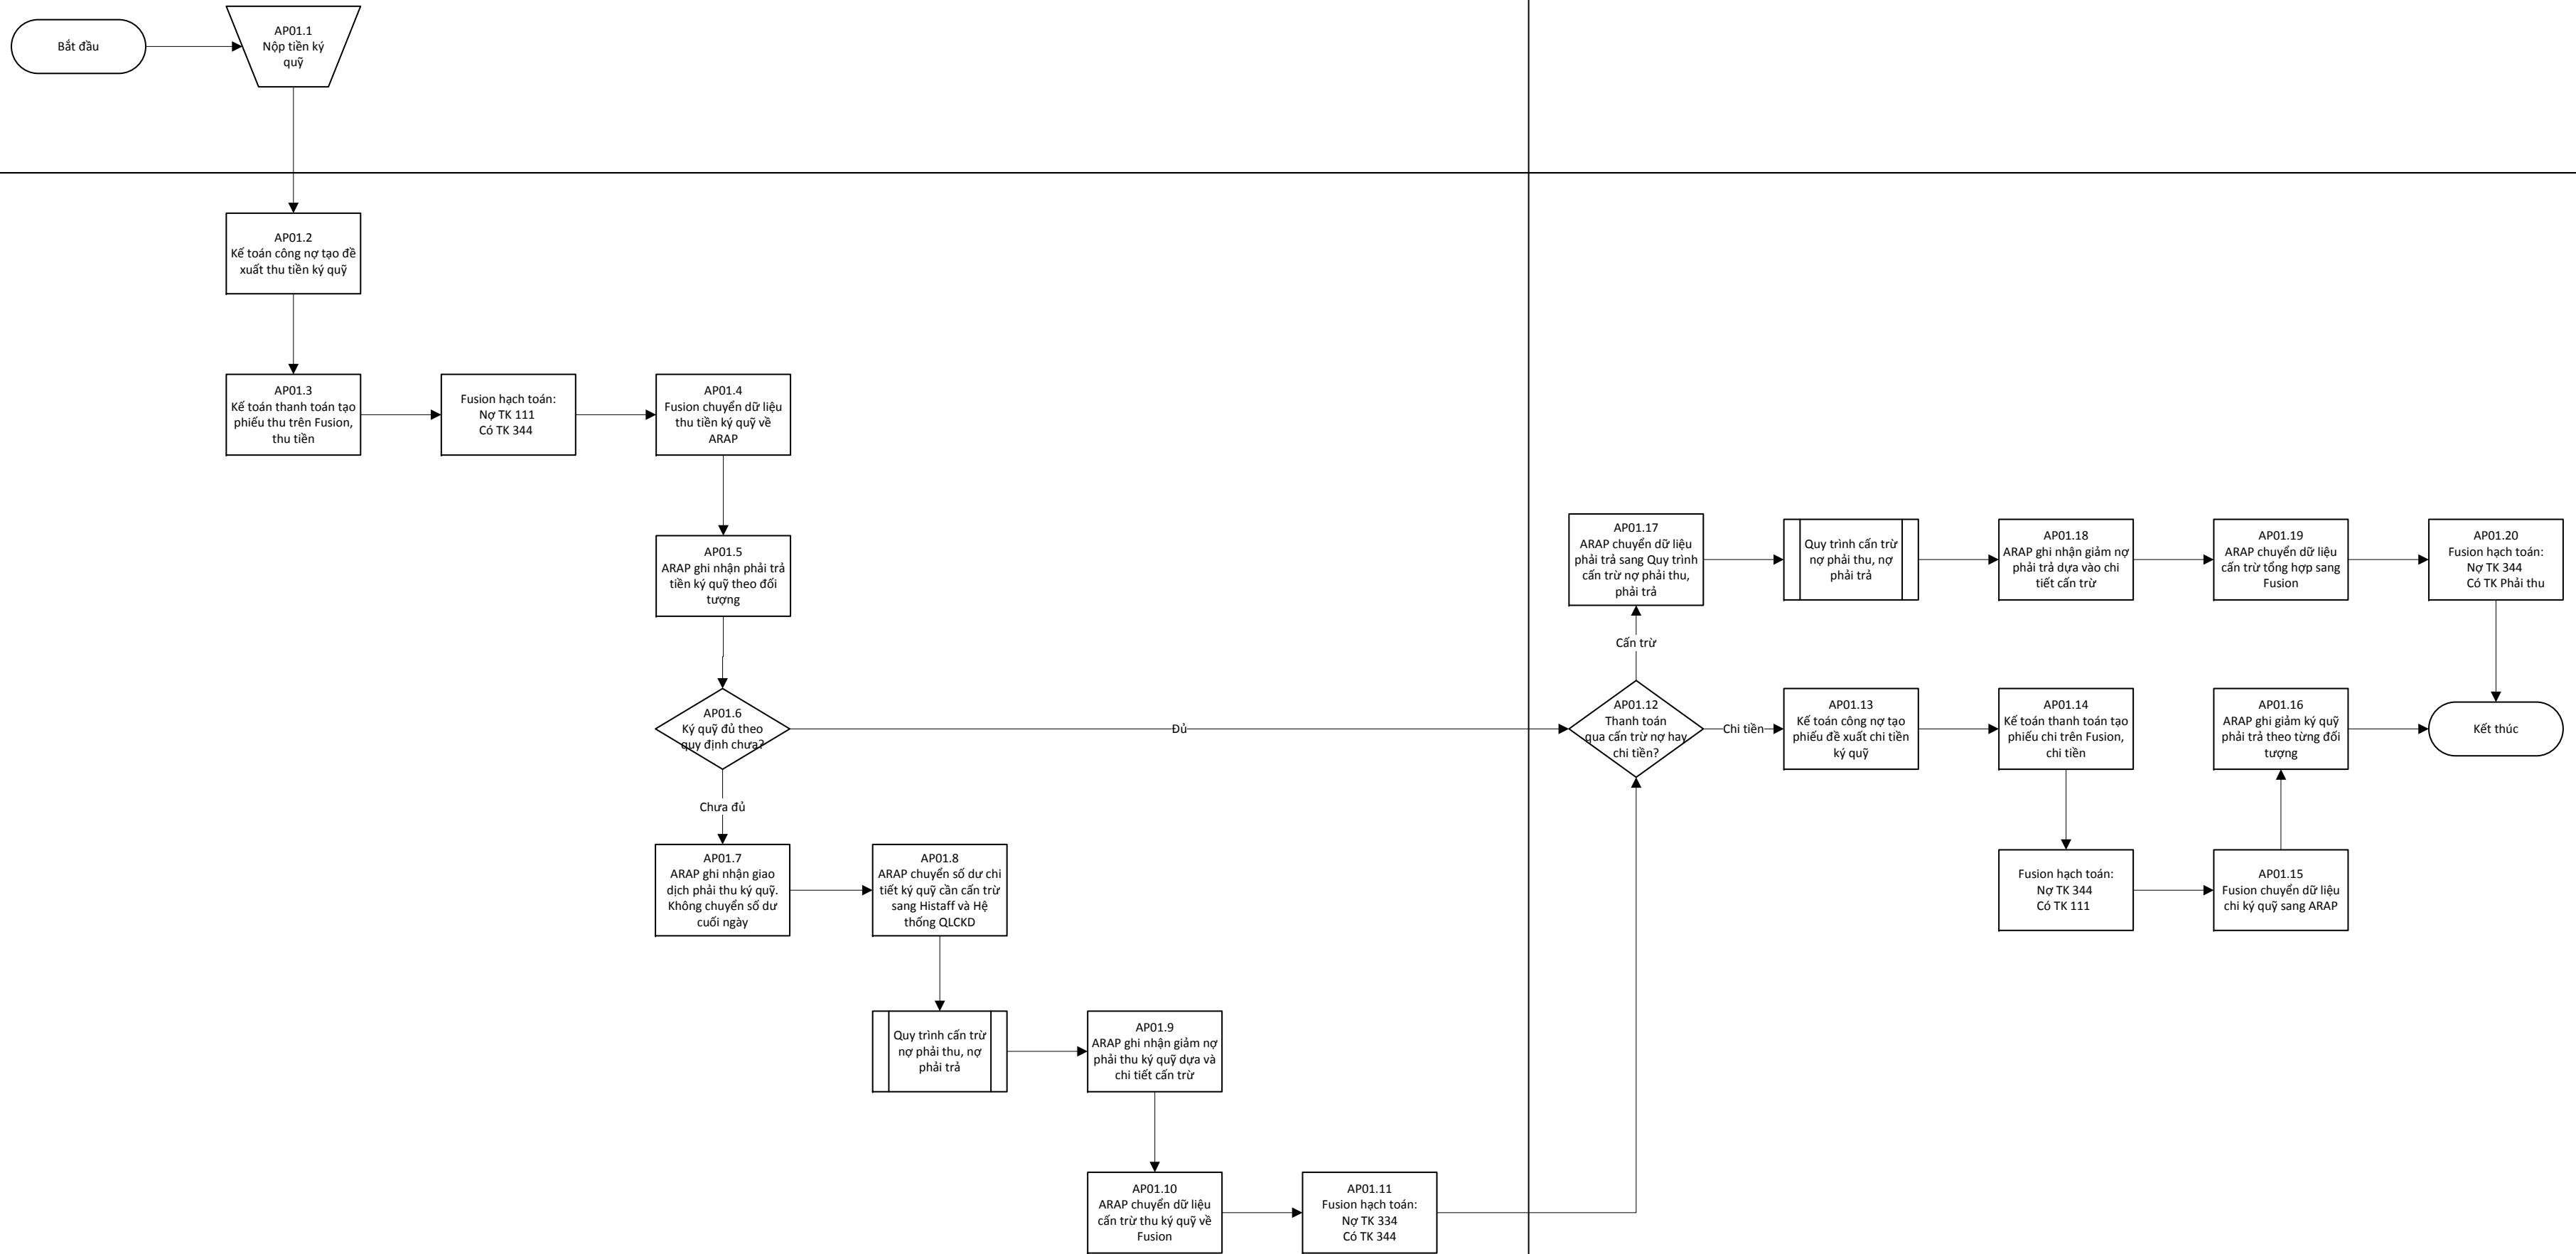 Bắt đầu
AP01.1
Nộp tiền ký
quỹ
AP01.2
Kế toán công nợ tạo đề
xuất thu tiền ký quỹ
AP01.3
Kế toán thanh toán tạo
phiếu thu trên Fusion,
thu tiền
Fusion hạch toán:
Nợ TK 111
Có TK 344
AP01.4
Fusion chuyển dữ liệu
thu tiền ký quỹ về
ARAP
AP01.5
ARAP ghi nhận phải trả
tiền ký quỹ theo đối
tượng
AP01.6
Ký quỹ đủ theo
quy định chưa?
Đủ
Chưa đủ
AP01.7
ARAP ghi nhận giao
dịch phải thu ký quỹ.
Không chuyển số dư
cuối ngày
AP01.8
ARAP chuyển số dư chi
tiết ký quỹ cần cấn trừ
sang Histaff và Hệ
thống QLCKD
Quy trình cấn trừ
nợ phải thu, nợ
phải trả
AP01.9
ARAP ghi nhận giảm nợ
phải thu ký quỹ dựa và
chi tiết cấn trừ
AP01.10
ARAP chuyển dữ liệu
cấn trừ thu ký quỹ về
Fusion
AP01.11
Fusion hạch toán:
Nợ TK 334
Có TK 344
AP01.12
Thanh toán
qua cấn trừ nợ hay
chi tiền?
Cấn trừ
Chi tiền
AP01.17
ARAP chuyển dữ liệu
phải trả sang Quy trình
cấn trừ nợ phải thu,
phải trả
Quy trình cấn trừ
nợ phải thu, nợ
phải trả
AP01.18
ARAP ghi nhận giảm nợ
phải trả dựa vào chi
tiết cấn trừ
AP01.19
ARAP chuyển dữ liệu
cấn trừ tổng hợp sang
Fusion
AP01.20
Fusion hạch toán:
Nợ TK 344
Có TK Phải thu
AP01.13
Kế toán công nợ tạo
phiếu đề xuất chi tiền
ký quỹ
AP01.14
Kế toán thanh toán tạo
phiếu chi trên Fusion,
chi tiền
Fusion hạch toán:
Nợ TK 344
Có TK 111
AP01.15
Fusion chuyển dữ liệu
chi ký quỹ sang ARAP
AP01.16
ARAP ghi giảm ký quỹ
phải trả theo từng đối
tượng
Kết thúc